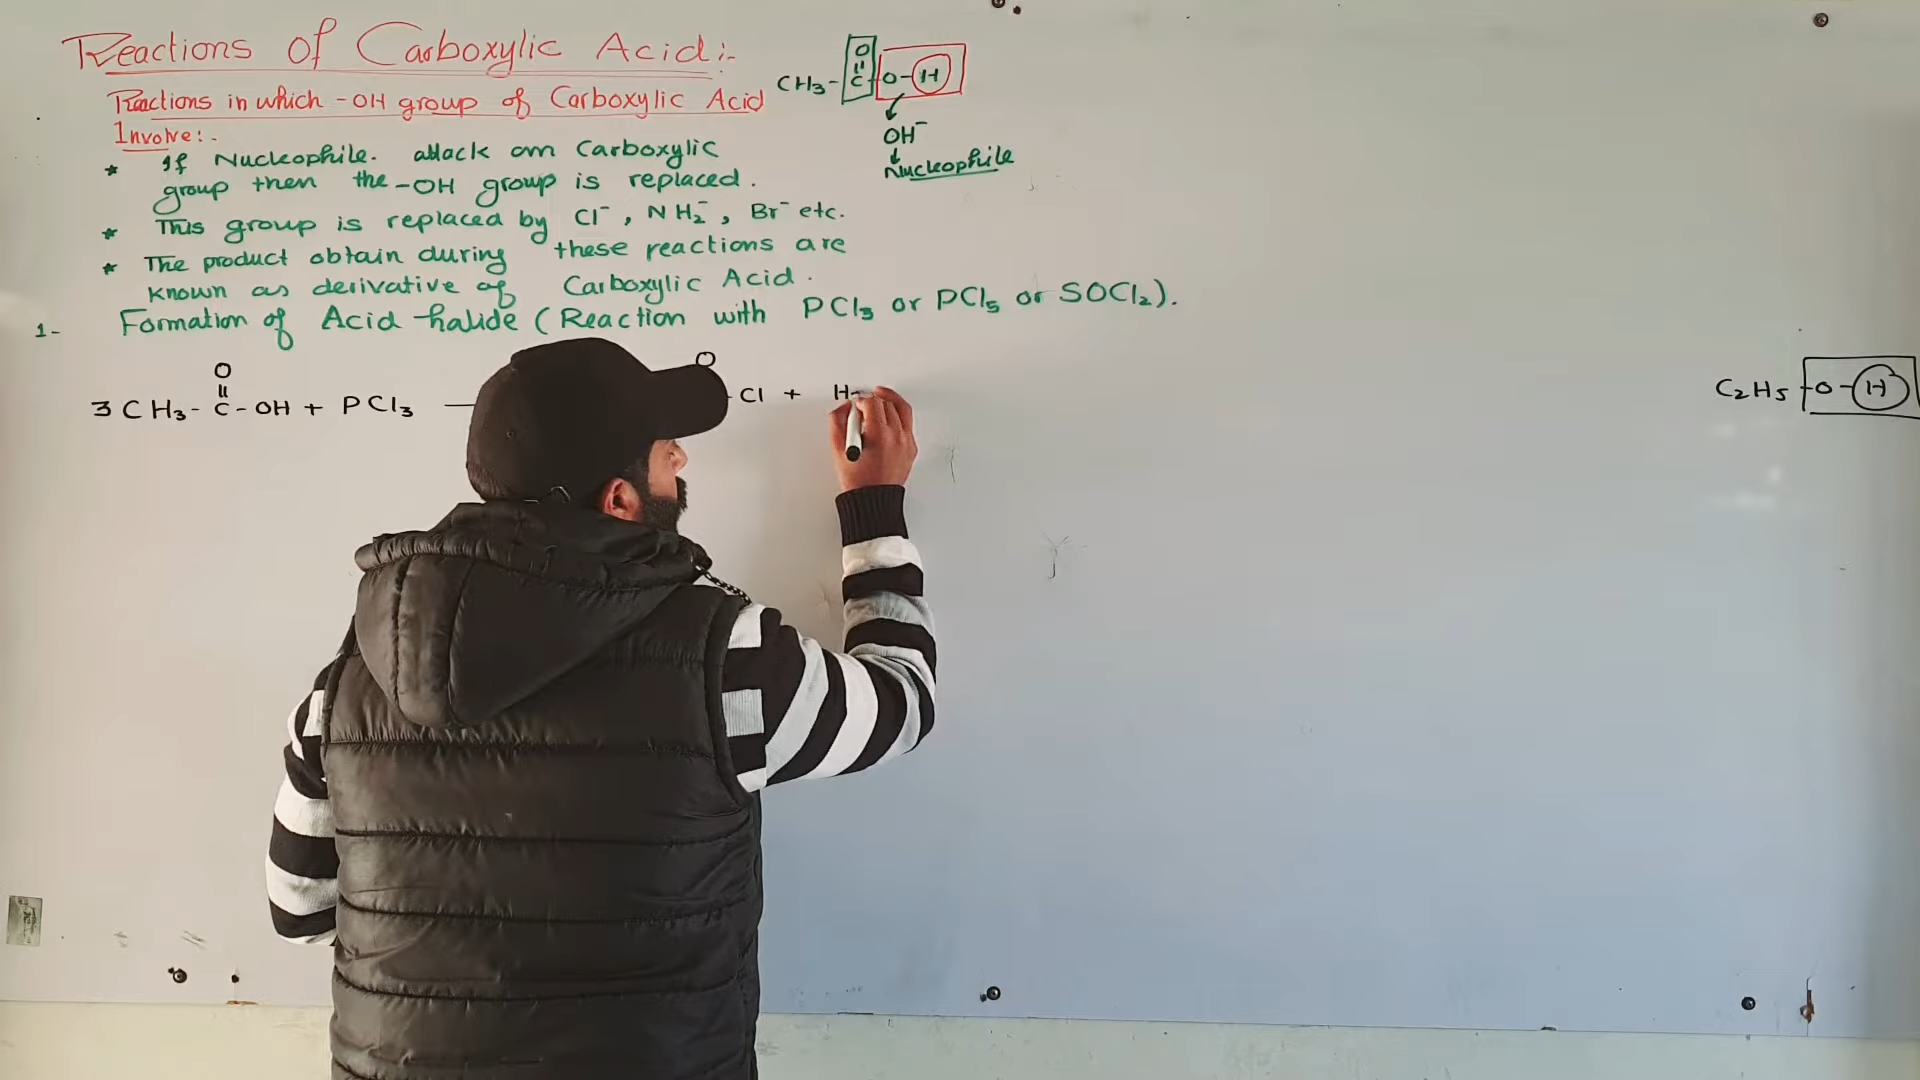 Reactions of Carboxylic Acid:-
Reactions in which -OH group of Carboxylic Acid
Involve:-
* If Nucleophile. attack on Carboxylic
group then the -OH group is replaced.
* This group is replaced by Cl⁻, NH₂⁻, Br⁻ etc.
* The product obtain during these reactions are
known as derivative of Carboxylic Acid.
1- Formation of Acid halide (Reaction with PCl₃ or PCl₅ or SOCl₂).
O
CH₃-C-O-H
OH⁻
Nucleophile
O
3CH₃-C-OH + PCl₃ —
O
-Cl + H
C₂H₅-O-H